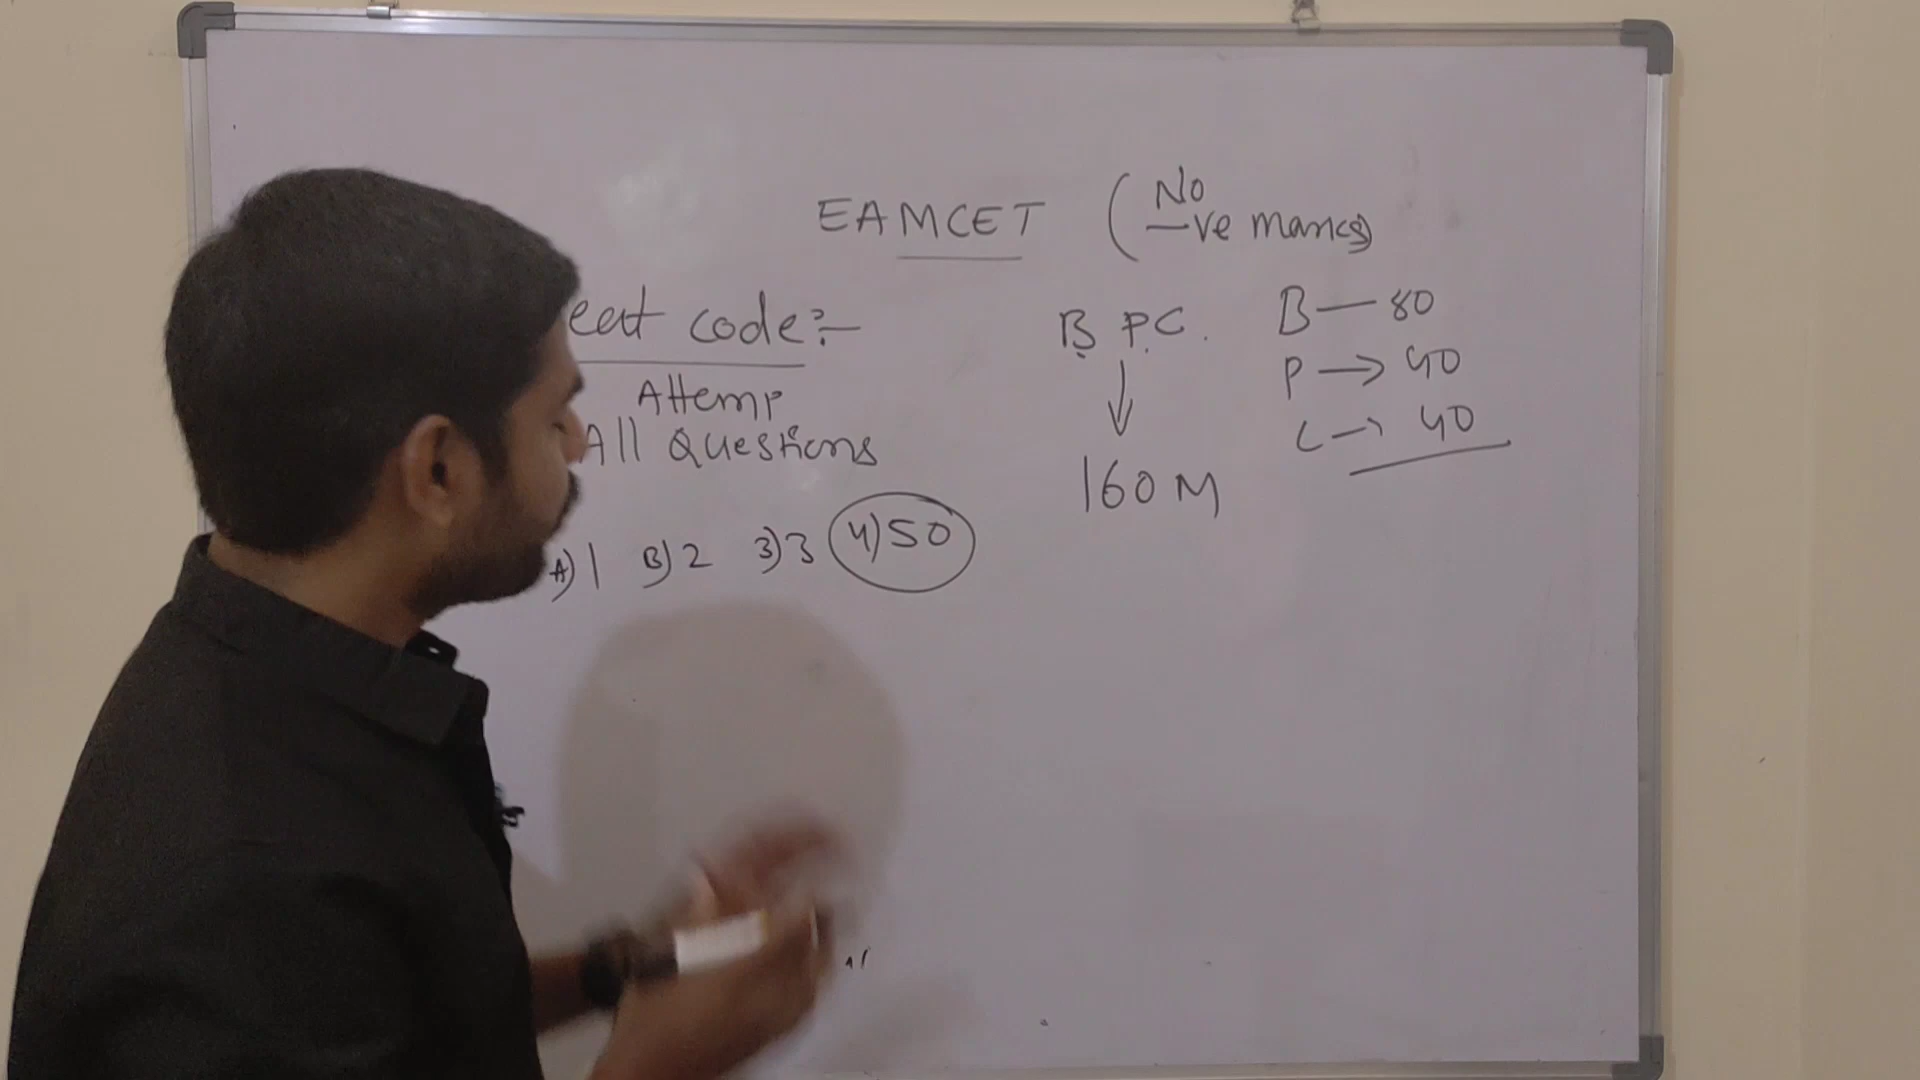 EAMCET (No
-ve marks)
eat code:-
Attemp
All Questions
A) 1 B) 2 3) 3 4) 50
B P.C.
160 M
B — 80
P → 40
C → 40